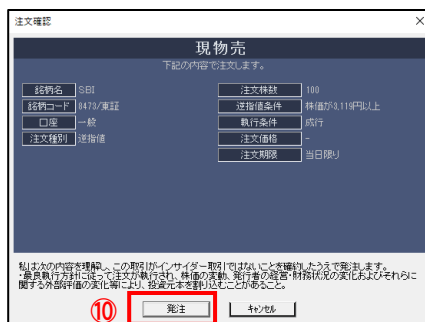 注文確認
現物売
下記の内容で注文します。
銘柄名 SBI
銘柄コード 8473/東証
口座 一般
注文種別 逆指値
注文株数 100
逆指値条件 株価が3,119円以上
執行条件 成行
注文価格 -
注文期限 当日限り
私は次の内容を理解し、この取引がインサイダー取引ではないことを確約したうえで発注します。
・最良執行方針に従って注文が執行され、株価の変動、発行者の経営・財務状況の変化およびそれらに
関する外部評価の変化等により、投資元本を割り込むことがあること。
⑩ 発注 キャンセル